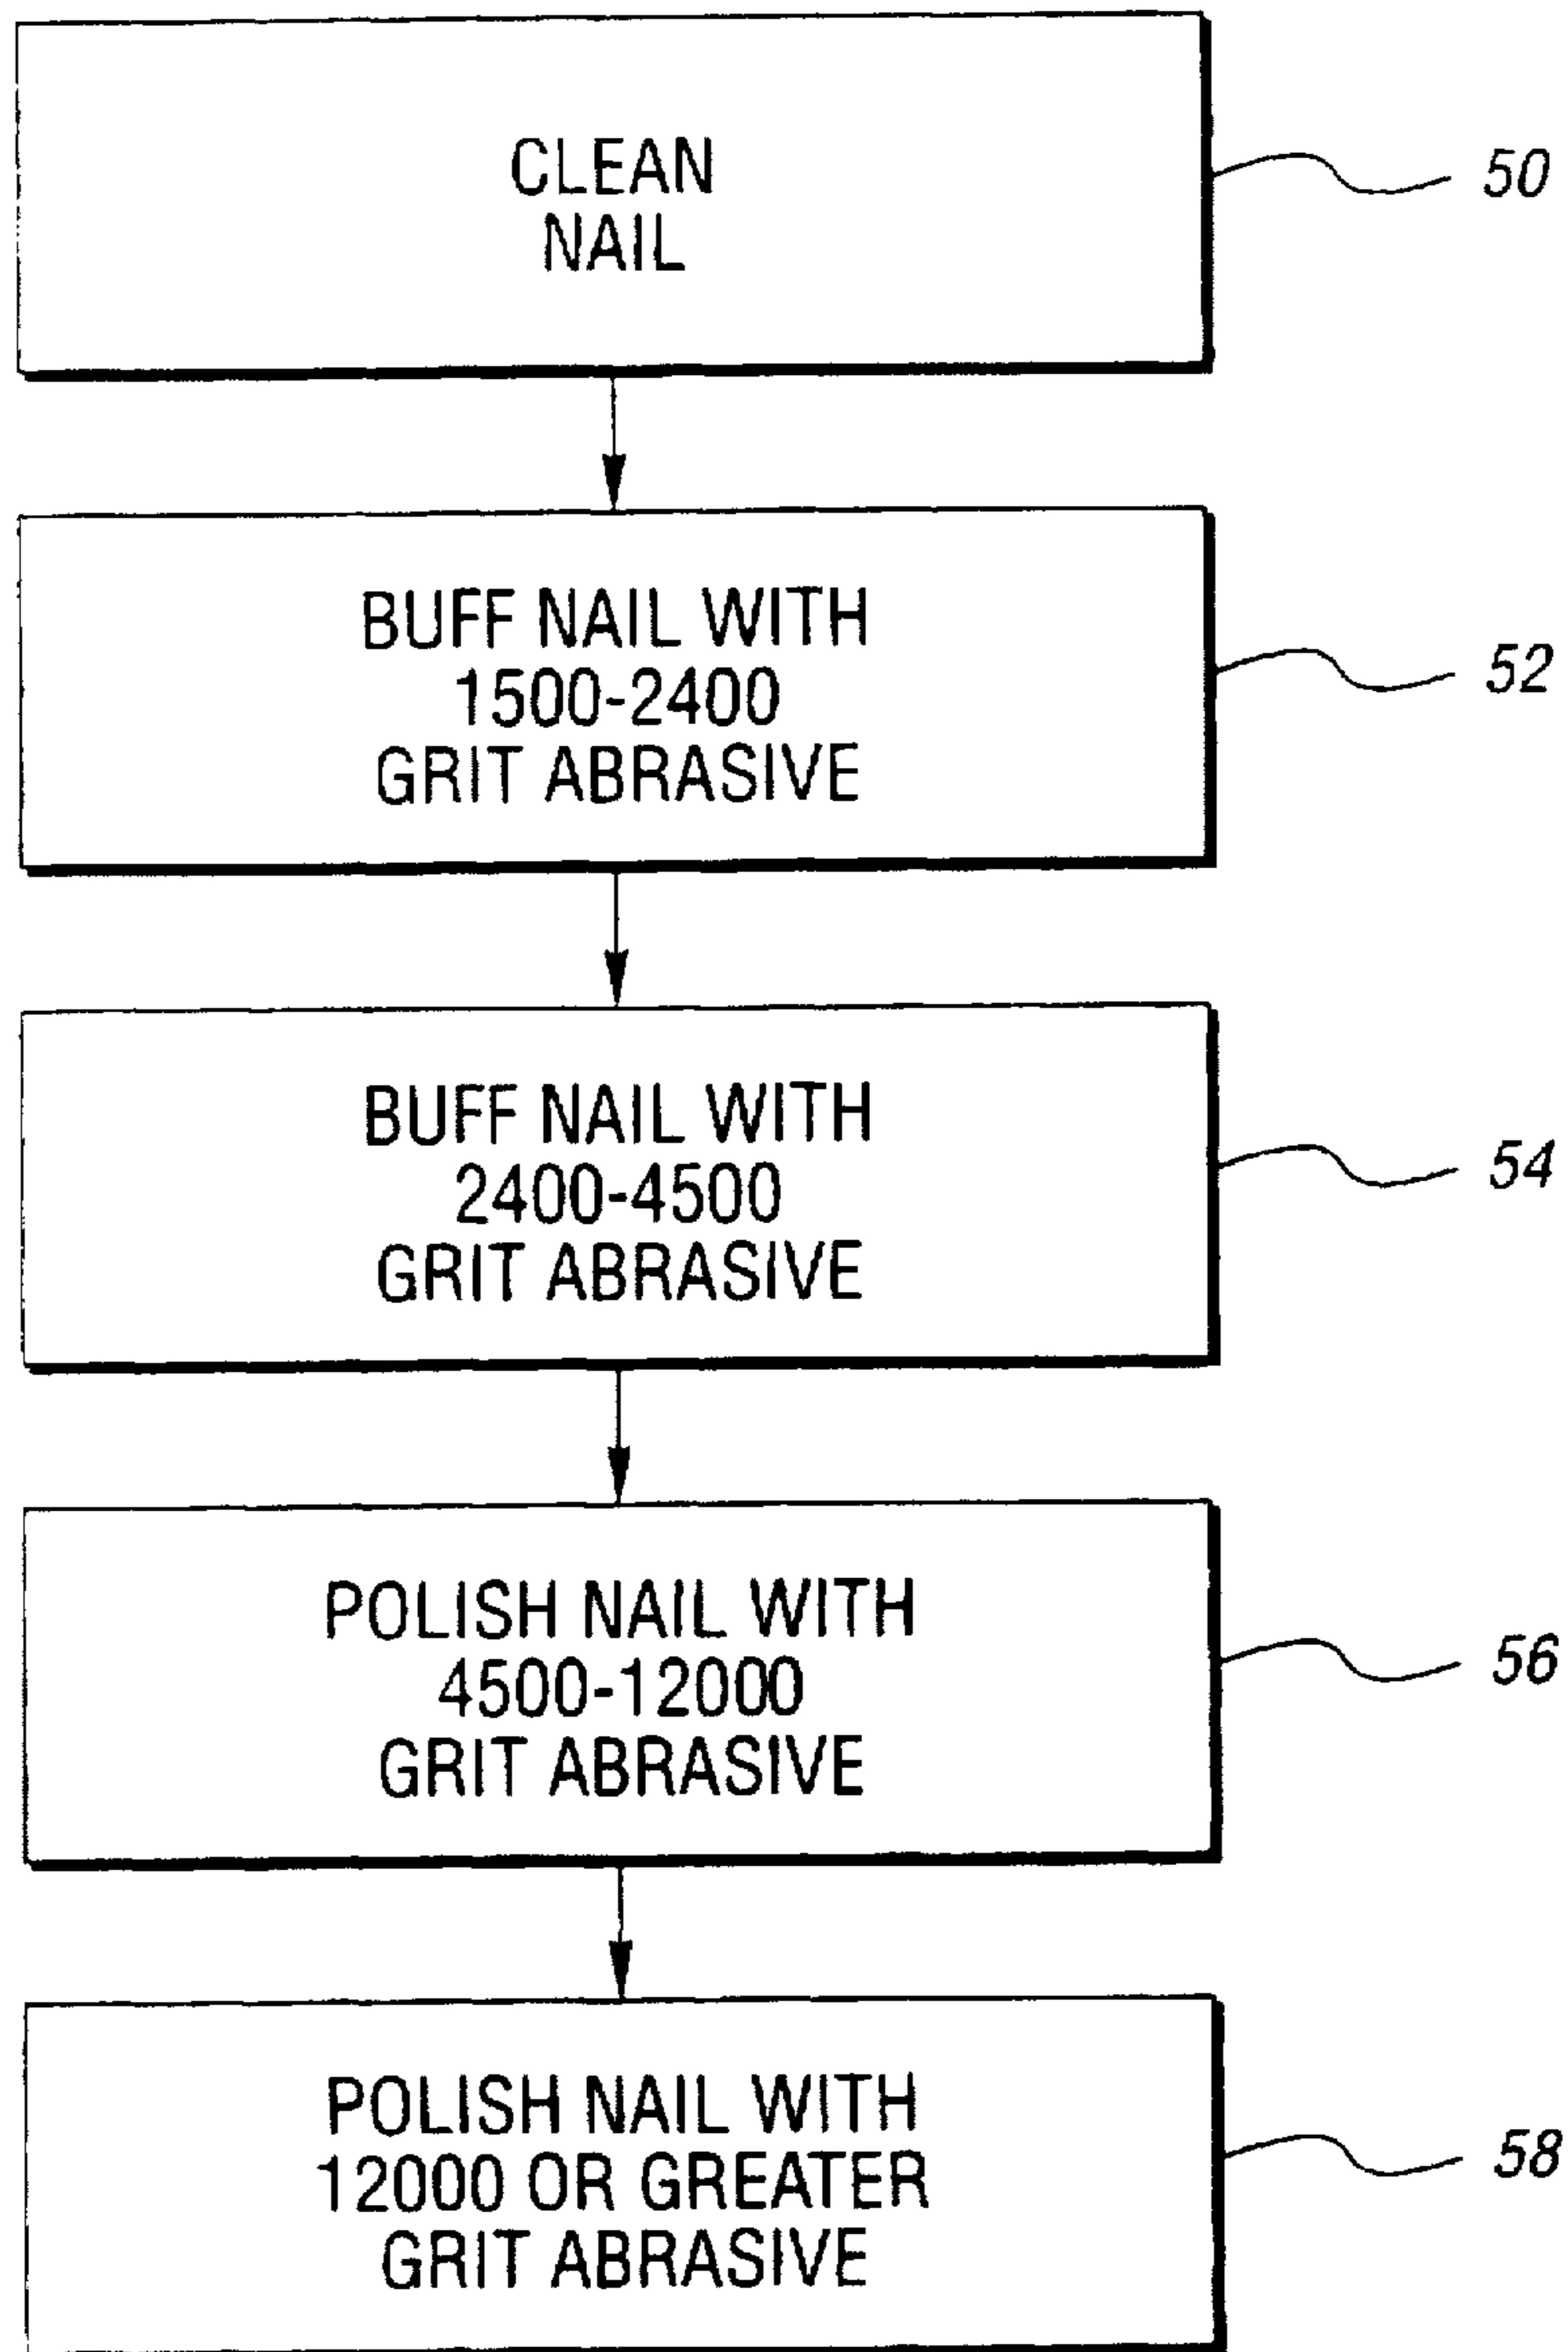 CLEAN
NAIL
50
BUFF NAIL WITH
1500-2400
GRIT ABRASIVE
52
BUFF NAIL WITH
2400-4500
GRIT ABRASIVE
54
POLISH NAIL WITH
4500-12000
GRIT ABRASIVE
56
POLISH NAIL WITH
12000 OR GREATER
GRIT ABRASIVE
58